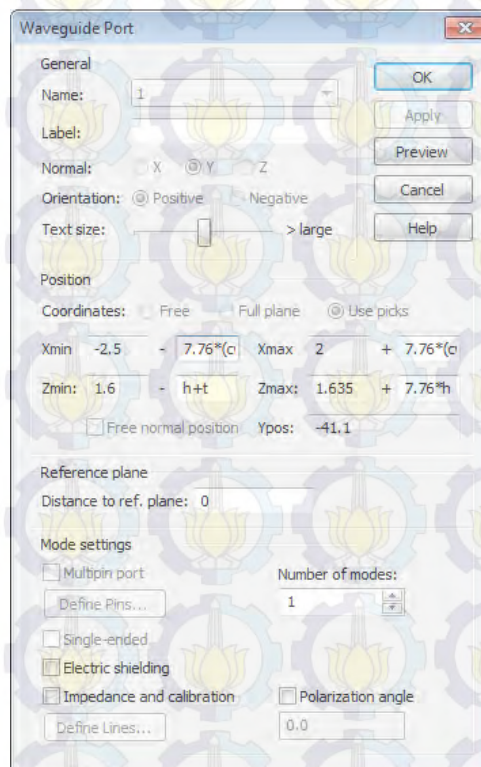 Waveguide Port
General
Name: 1
Label:
Normal: X Y Z
Orientation: Positive Negative
Text size: > large
OK
Apply
Preview
Cancel
Help
Position
Coordinates: Free Full plane Use picks
Xmin -2.5 - 7.76*(c Xmax 2 + 7.76*(c
Zmin: 1.6 - h+t Zmax: 1.635 + 7.76*h
Free normal position Ypos: -41.1
Reference plane
Distance to ref. plane: 0
Mode settings
Multipin port Number of modes:
Define Pins... 1
Single-ended
Electric shielding
Impedance and calibration Polarization angle
Define Lines... 0.0